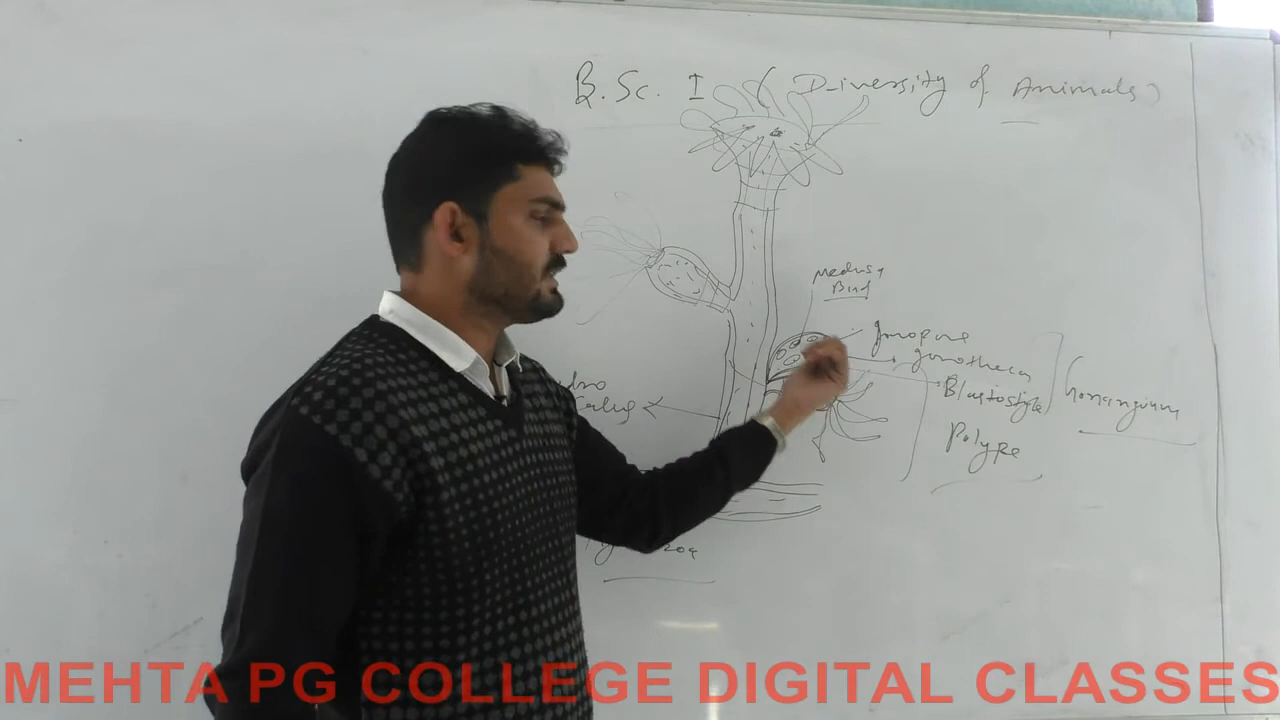 B.Sc. I ( Diversity of Animals)
Medusa
Bud
Gonopore
Gonotheca
Blastostyle
Gonangium
Polype
MEHTA PG COLLEGE DIGITAL CLASSES